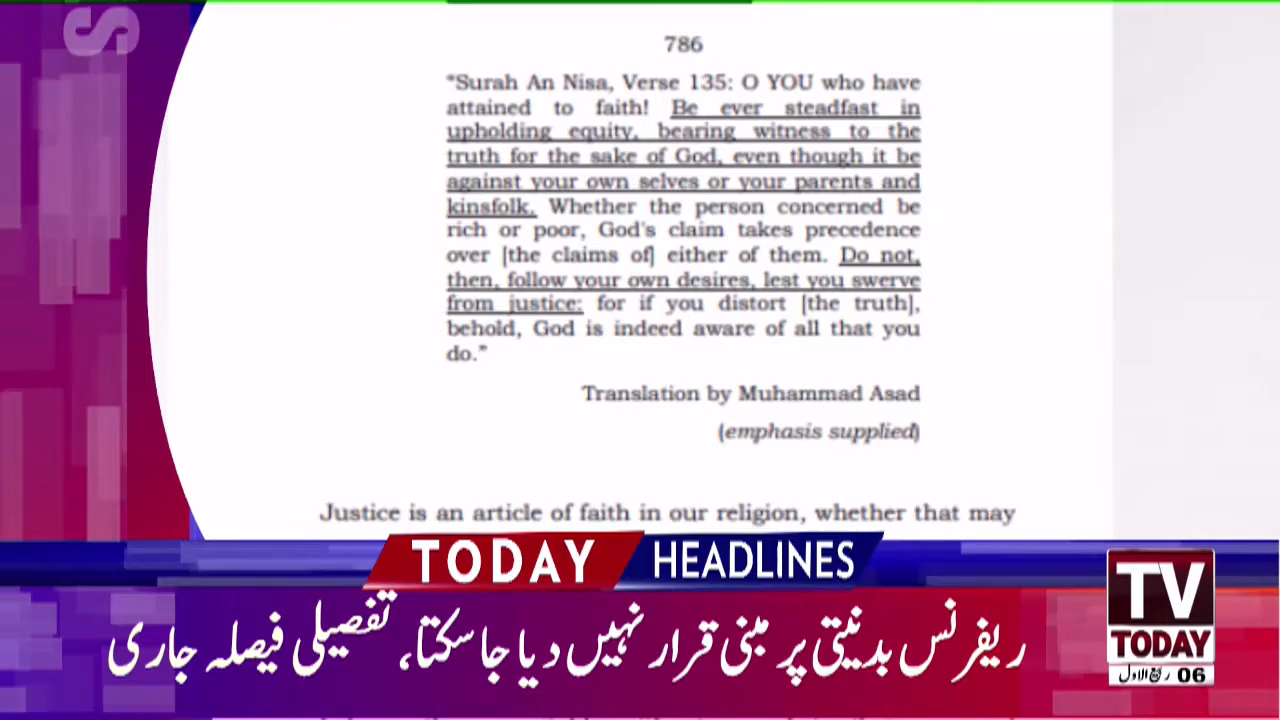 786
"Surah An Nisa, Verse 135: O YOU who have
attained to faith! Be ever steadfast in
upholding equity, bearing witness to the
truth for the sake of God, even though it be
against your own selves or your parents and
kinsfolk. Whether the person concerned be
rich or poor, God's claim takes precedence
over [the claims of] either of them. Do not,
then, follow your own desires, lest you swerve
from justice: for if you distort [the truth],
behold, God is indeed aware of all that you
do."
Translation by Muhammad Asad
(emphasis supplied)
Justice is an article of faith in our religion, whether that may
TODAY HEADLINES
ریفرنس بدنیتی پر مبنی قرار نہیں دیا جا سکتا، تفصیلی فیصلہ جاری
TV
TODAY
06 ربیع الاول